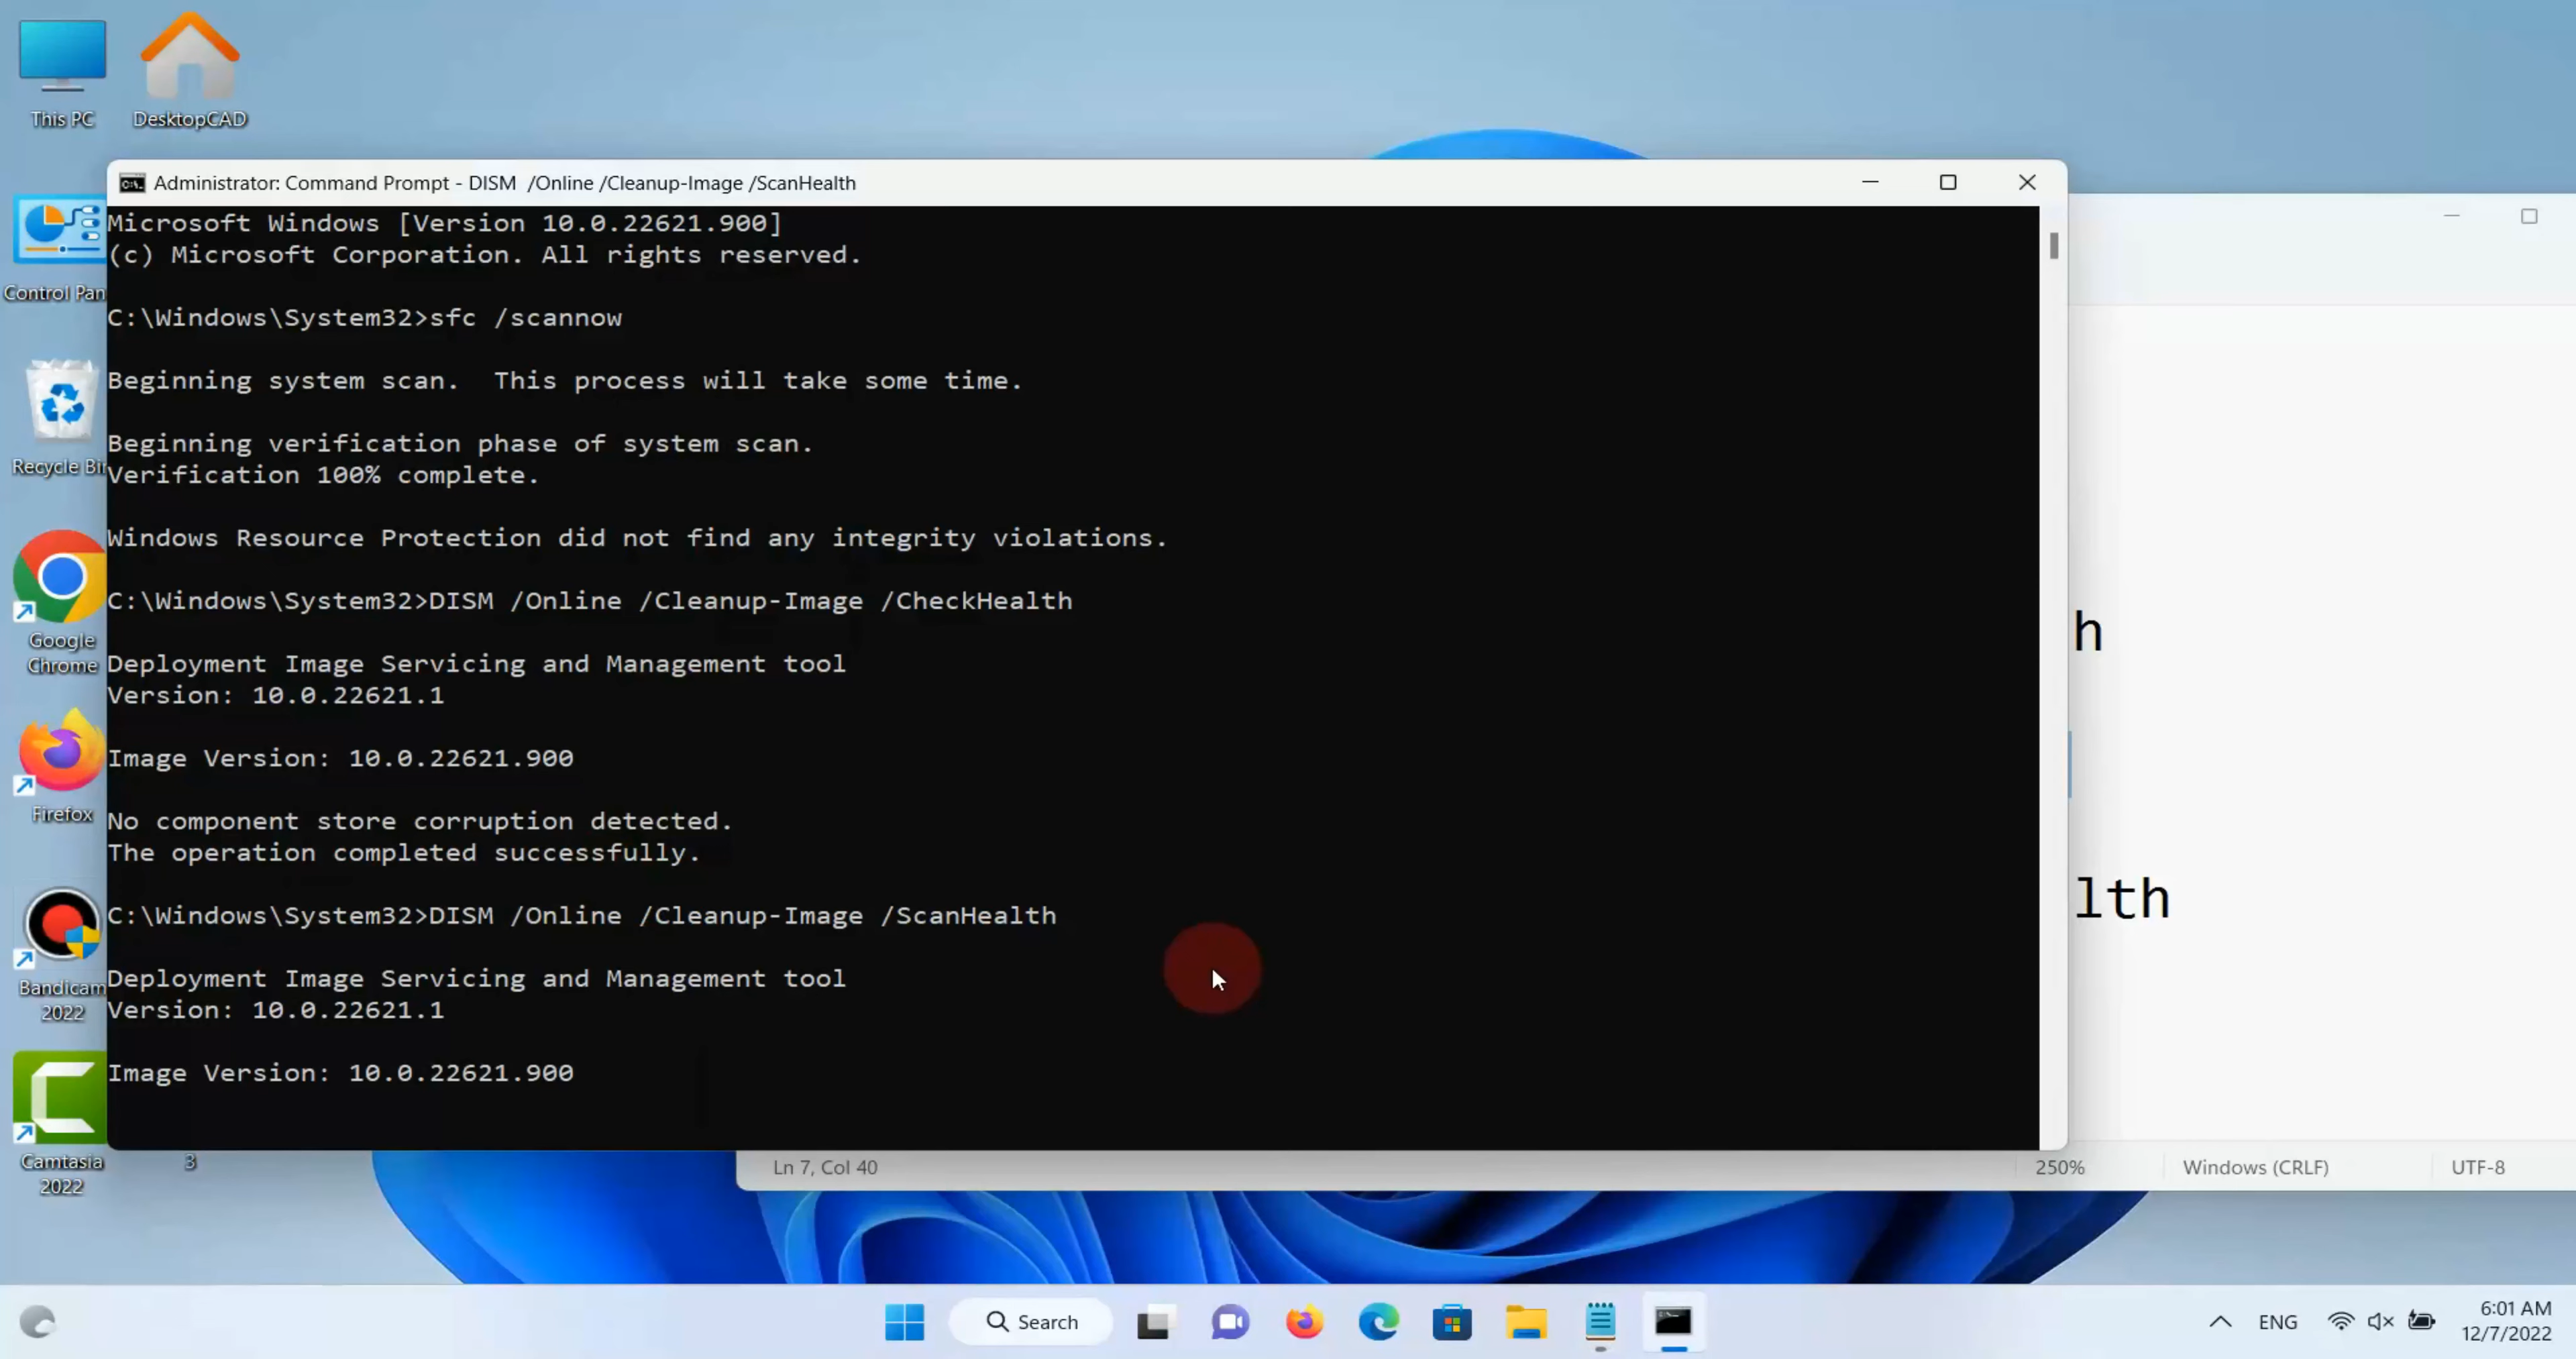 This PC
DesktopCAD
Control Pan
Recycle Bi
Google
Chrome
Firefox
Bandicam
2022
Camtasia
2022
3
Administrator: Command Prompt - DISM  /Online /Cleanup-Image /ScanHealth
Microsoft Windows [Version 10.0.22621.900]
(c) Microsoft Corporation. All rights reserved.
C:\Windows\System32>sfc /scannow
Beginning system scan.  This process will take some time.
Beginning verification phase of system scan.
Verification 100% complete.
Windows Resource Protection did not find any integrity violations.
C:\Windows\System32>DISM /Online /Cleanup-Image /CheckHealth
Deployment Image Servicing and Management tool
Version: 10.0.22621.1
Image Version: 10.0.22621.900
No component store corruption detected.
The operation completed successfully.
C:\Windows\System32>DISM /Online /Cleanup-Image /ScanHealth
Deployment Image Servicing and Management tool
Version: 10.0.22621.1
Image Version: 10.0.22621.900
h
lth
Ln 7, Col 40
250%
Windows (CRLF)
UTF-8
Search
ENG
6:01 AM
12/7/2022